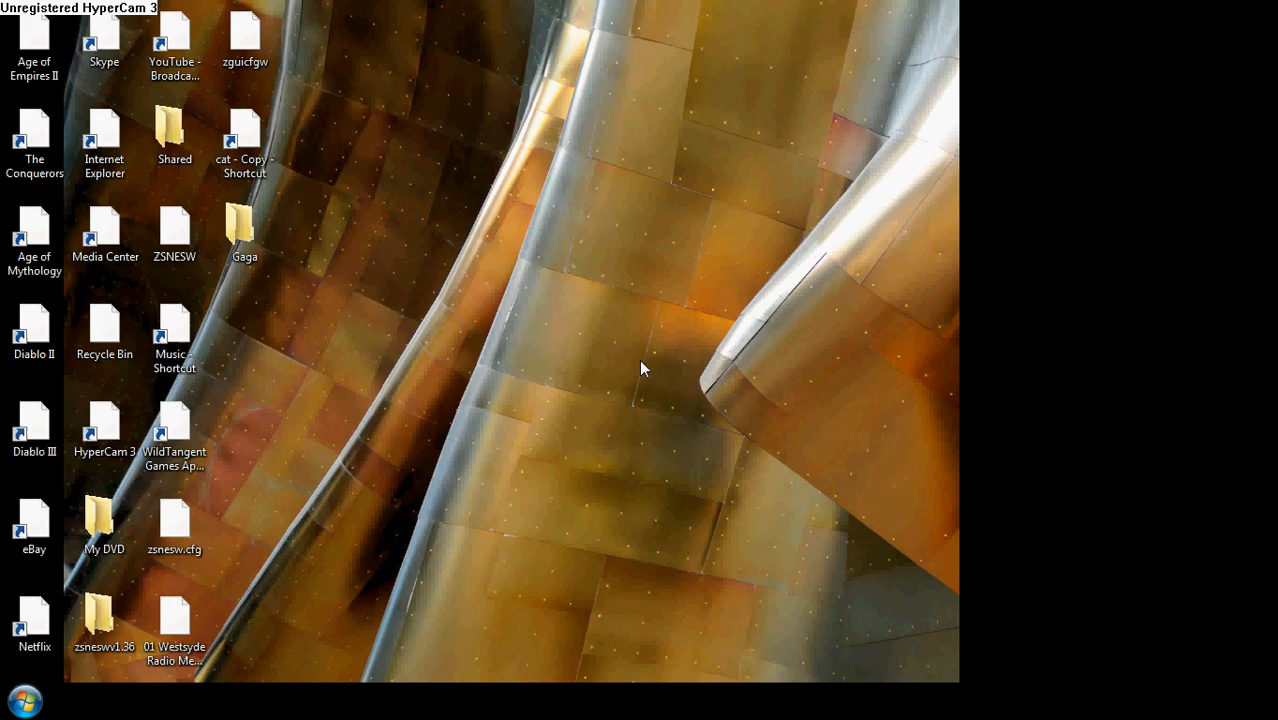 Unregistered HyperCam 3
Age of
Empires II
Skype
YouTube -
Broadca...
zguicfgw
The
Conquerors
Internet
Explorer
Shared
cat - Copy -
Shortcut
Age of
Mythology
Media Center
ZSNESW
Gaga
Diablo II
Recycle Bin
Music -
Shortcut
Diablo III
HyperCam 3
WildTangent
Games Ap...
eBay
My DVD
zsnesw.cfg
Netflix
zsneswv1.36
01 Westsyde
Radio Me...